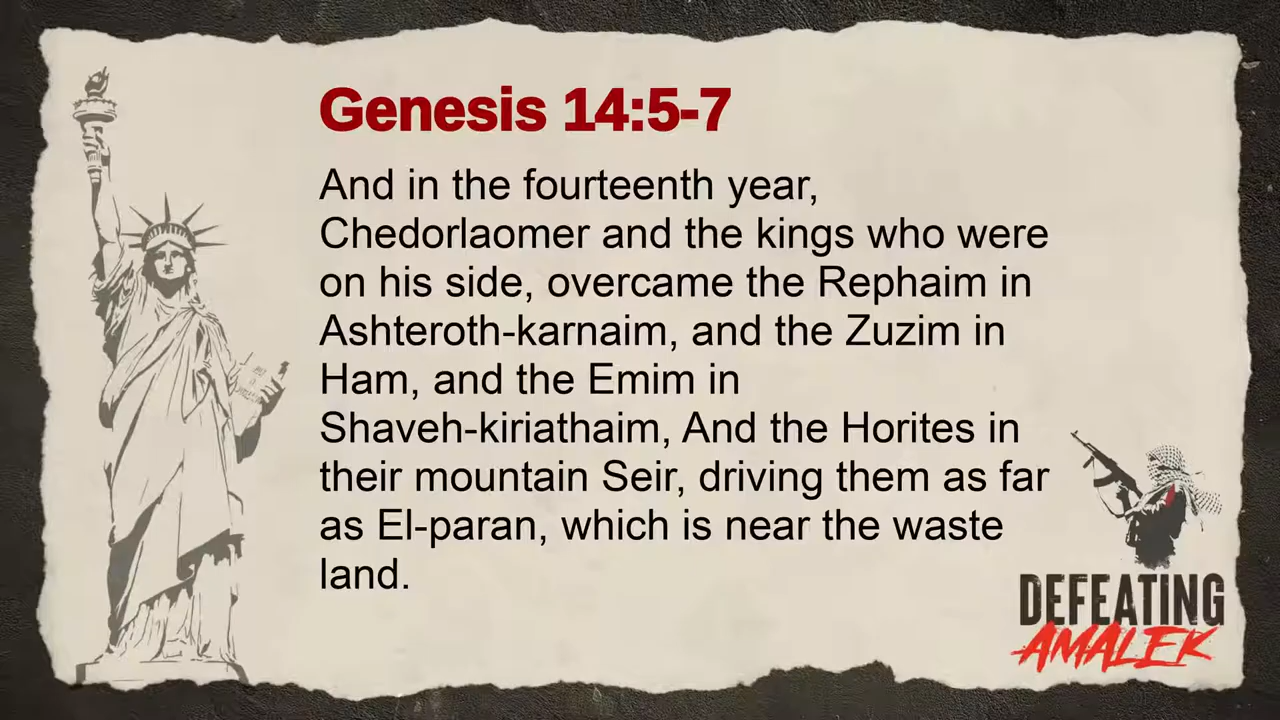 Genesis 14:5-7
And in the fourteenth year,
Chedorlaomer and the kings who were
on his side, overcame the Rephaim in
Ashteroth-karnaim, and the Zuzim in
Ham, and the Emim in
Shaveh-kiriathaim, And the Horites in
their mountain Seir, driving them as far
as El-paran, which is near the waste
land.
DEFEATING
AMALEK